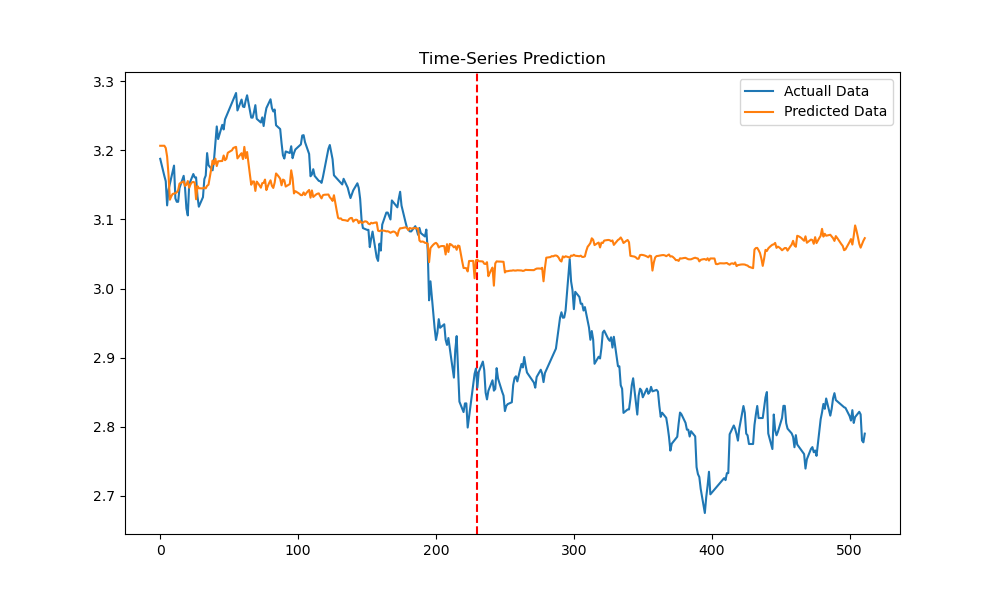 Time-Series Prediction
Actuall Data
Predicted Data
3.3
3.2
3.1
3.0
2.9
2.8
2.7
0 100 200 300 400 500